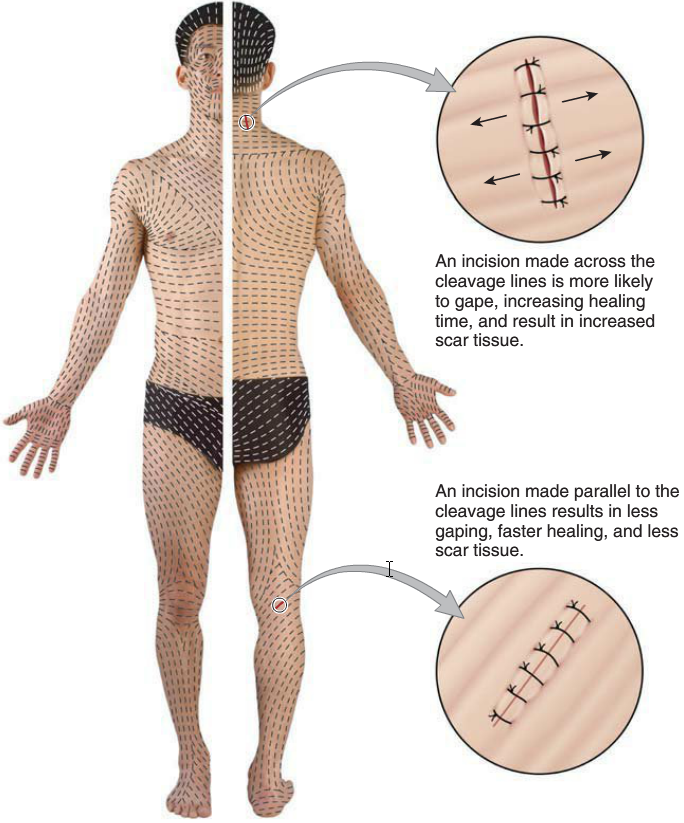 An incision made across the
cleavage lines is more likely
to gape, increasing healing
time, and result in increased
scar tissue.
An incision made parallel to the
cleavage lines results in less
gaping, faster healing, and less
scar tissue.